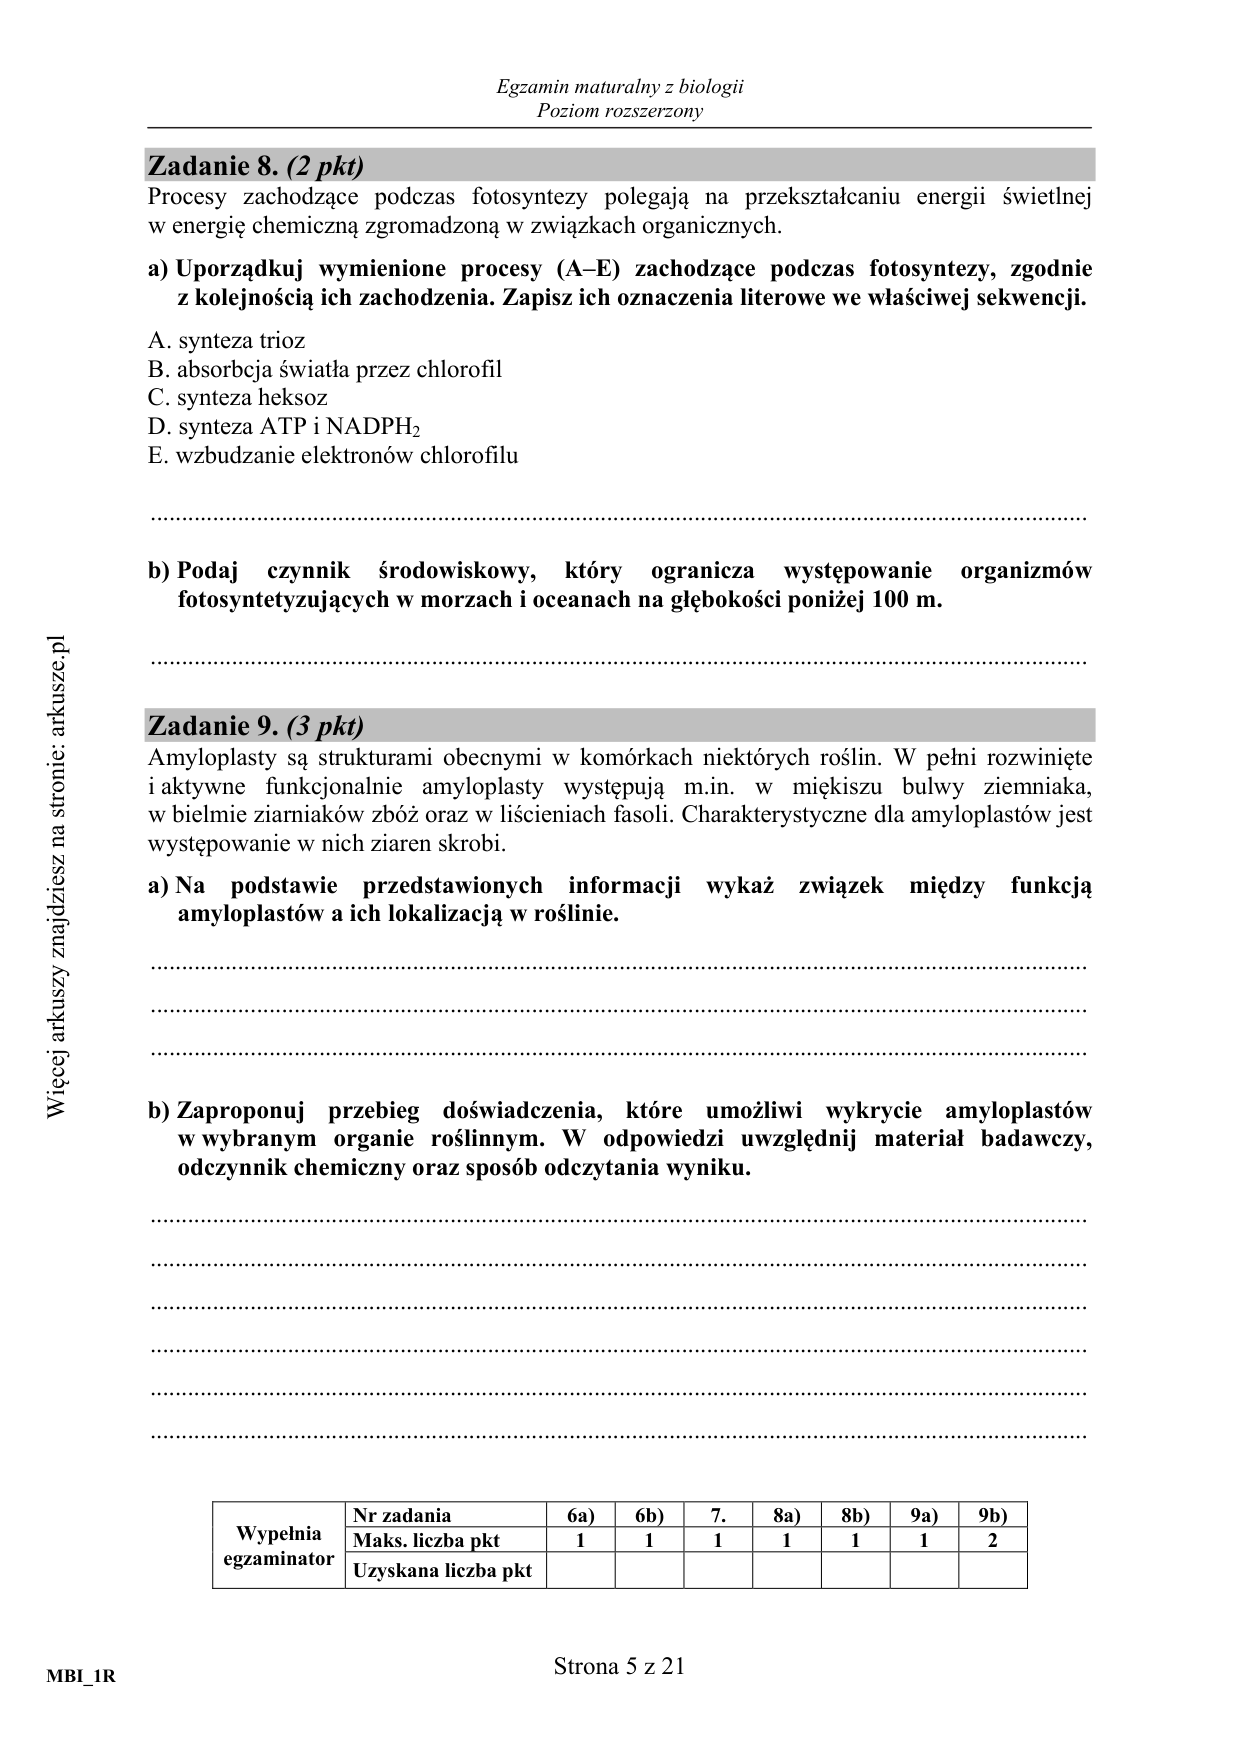 Egzamin maturalny z biologii
Poziom rozszerzony
Zadanie 8. (2 pkt)
Procesy zachodzące podczas fotosyntezy polegają na przekształcaniu energii świetlnej
w energię chemiczną zgromadzoną w związkach organicznych.
a) Uporządkuj wymienione procesy (A–E) zachodzące podczas fotosyntezy, zgodnie
z kolejnością ich zachodzenia. Zapisz ich oznaczenia literowe we właściwej sekwencji.
A. synteza trioz
B. absorbcja światła przez chlorofil
C. synteza heksoz
D. synteza ATP i NADPH₂
E. wzbudzanie elektronów chlorofilu
b) Podaj czynnik środowiskowy, który ogranicza występowanie organizmów
fotosyntetyzujących w morzach i oceanach na głębokości poniżej 100 m.
Zadanie 9. (3 pkt)
Amyloplasty są strukturami obecnymi w komórkach niektórych roślin. W pełni rozwinięte
i aktywne funkcjonalnie amyloplasty występują m.in. w miękiszu bulwy ziemniaka,
w bielmie ziarniaków zbóż oraz w liścieniach fasoli. Charakterystyczne dla amyloplastów jest
występowanie w nich ziaren skrobi.
a) Na podstawie przedstawionych informacji wykaż związek między funkcją
amyloplastów a ich lokalizacją w roślinie.
b) Zaproponuj przebieg doświadczenia, które umożliwi wykrycie amyloplastów
w wybranym organie roślinnym. W odpowiedzi uwzględnij materiał badawczy,
odczynnik chemiczny oraz sposób odczytania wyniku.
Wypełnia
egzaminator
Nr zadania 6a) 6b) 7. 8a) 8b) 9a) 9b)
Maks. liczba pkt 1 1 1 1 1 1 2
Uzyskana liczba pkt
Strona 5 z 21
MBI_1R
Więcej arkuszy znajdziesz na stronie: arkusze.pl